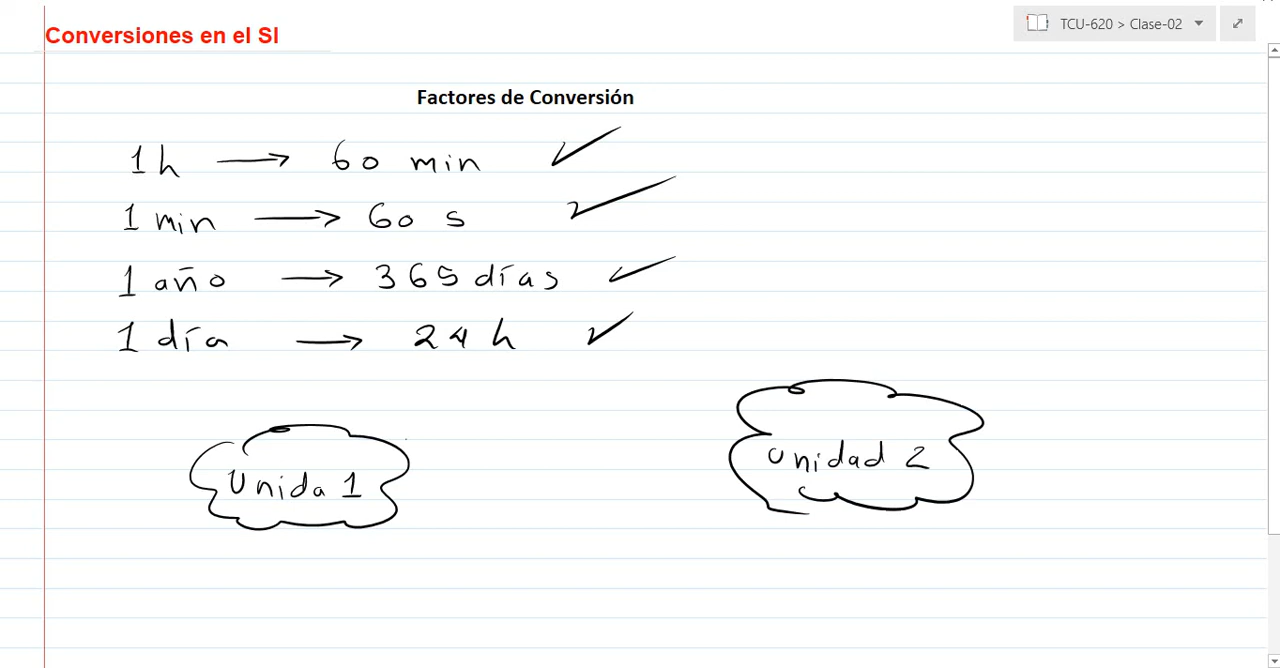 Conversiones en el SI
TCU-620 > Clase-02
Factores de Conversión
1h → 60 min ✓
1 min → 60 s ✓
1 año → 365 días ✓
1 día → 24 h ✓
Unidad 2
Unida 1